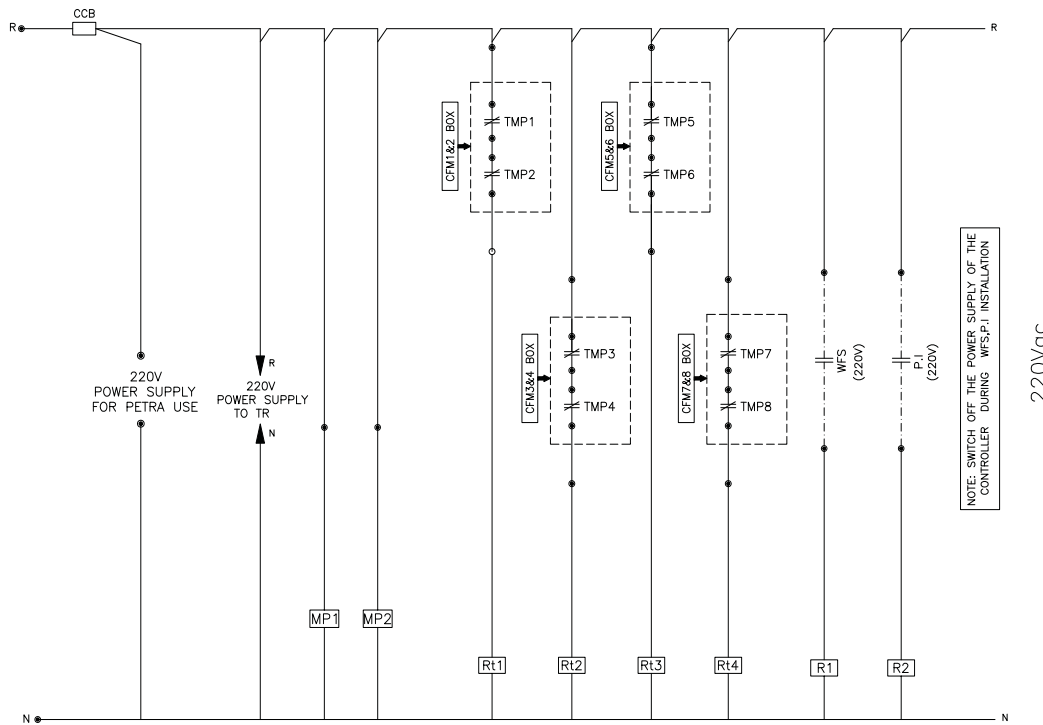 CCB
R
R
CFM1&2 BOX
TMP1
TMP2
CFM5&6 BOX
TMP5
TMP6
CFM3&4 BOX
TMP3
TMP4
CFM7&8 BOX
TMP7
TMP8
220V
POWER SUPPLY
FOR PETRA USE
R
220V
POWER SUPPLY
TO TR
N
WFS
(220V)
P.I
(220V)
NOTE: SWITCH OFF THE POWER SUPPLY OF THE
CONTROLLER DURING WFS,P.I INSTALLATION
220Vac
MP1
MP2
Rt1
Rt2
Rt3
Rt4
R1
R2
N
N